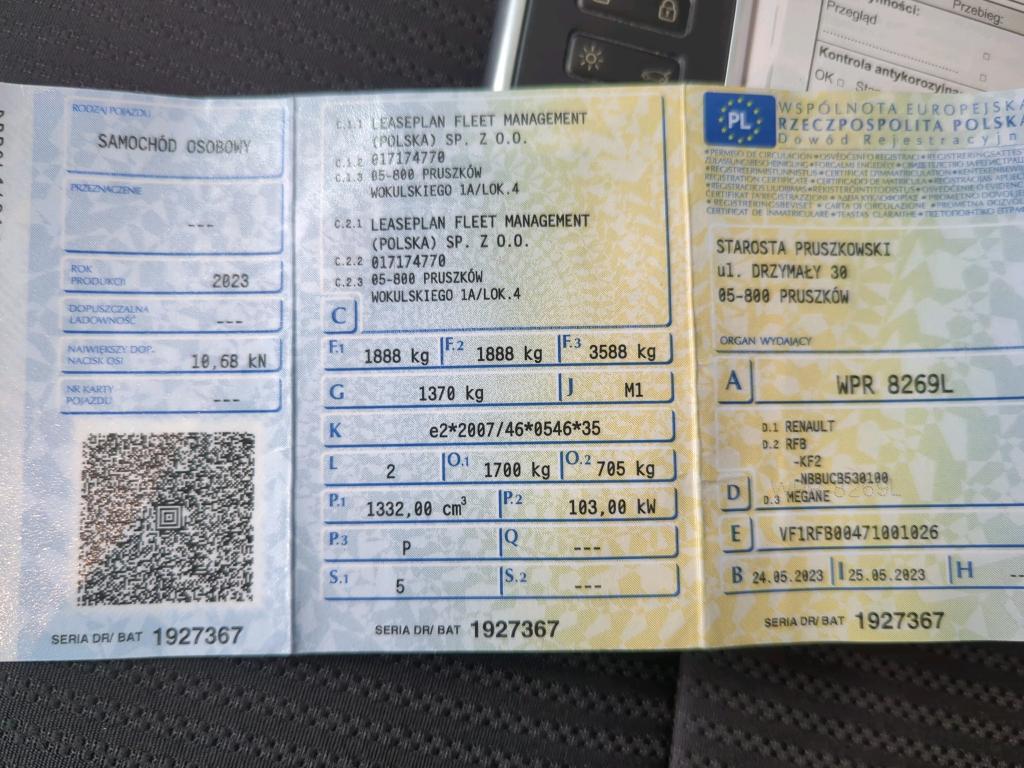 Przebieg:
Przegląd
Kontrola antykorozyjna
OK
RODZAJ POJAZDU
SAMOCHÓD OSOBOWY
PRZEZNACZENIE
---
ROK PRODUKCJI
2023
DOPUSZCZALNA ŁADOWNOŚĆ
---
NAJWIĘKSZY DOP. NACISK OSI
10,68 kN
NR KARTY POJAZDU
---
SERIA DR/ BAT 1927367
C.1.1 LEASEPLAN FLEET MANAGEMENT
(POLSKA) SP. Z O.O.
C.1.2 017174770
C.1.3 05-800 PRUSZKÓW
WOKULSKIEGO 1A/LOK.4
C.2.1 LEASEPLAN FLEET MANAGEMENT
(POLSKA) SP. Z O.O.
C.2.2 017174770
C.2.3 05-800 PRUSZKÓW
WOKULSKIEGO 1A/LOK.4
C
F.1 1888 kg F.2 1888 kg F.3 3588 kg
G 1370 kg J M1
K e2*2007/46*0546*35
L 2 O.1 1700 kg O.2 705 kg
P.1 1332,00 cm³ P.2 103,00 kW
P.3 P Q ---
S.1 5 S.2 ---
SERIA DR/ BAT 1927367
PL
WSPÓLNOTA EUROPEJSKA
RZECZPOSPOLITA POLSKA
Dowód Rejestracyjn
STAROSTA PRUSZKOWSKI
ul. DRZYMAŁY 30
05-800 PRUSZKÓW
ORGAN WYDAJĄCY
A WPR 8269L
D.1 RENAULT
D.2 RFB
-KF2
-NBBUCB530100
D D.3 MEGANE
E VF1RFB00471001026
B 24.05.2023 I 25.05.2023 H --
SERIA DR/ BAT 1927367